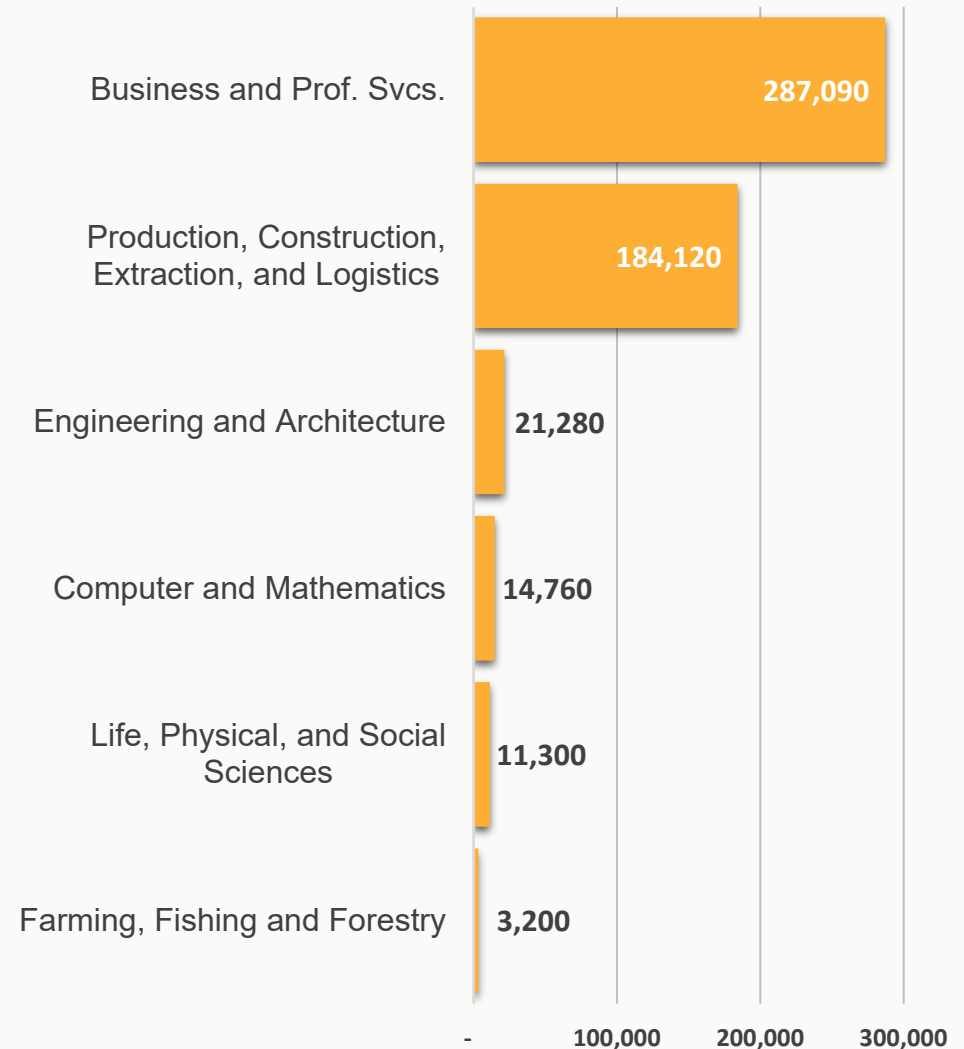 Business and Prof. Svcs.
287,090
Production, Construction,
Extraction, and Logistics
184,120
Engineering and Architecture
21,280
Computer and Mathematics
14,760
Life, Physical, and Social
Sciences
11,300
Farming, Fishing and Forestry
3,200
- 100,000 200,000 300,000